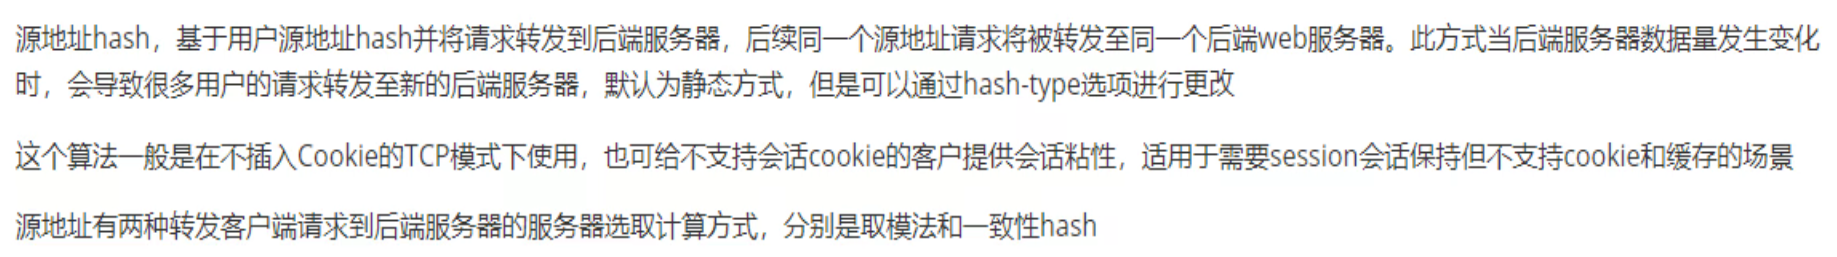 源地址hash，基于用户源地址hash并将请求转发到后端服务器，后续同一个源地址请求将被转发至同一个后端web服务器。此方式当后端服务器数据量发生变化
时，会导致很多用户的请求转发至新的后端服务器，默认为静态方式，但是可以通过hash-type选项进行更改
这个算法一般是在不插入Cookie的TCP模式下使用，也可给不支持会话cookie的客户提供会话粘性，适用于需要session会话保持但不支持cookie和缓存的场景
源地址有两种转发客户端请求到后端服务器的服务器选取计算方式，分别是取模法和一致性hash